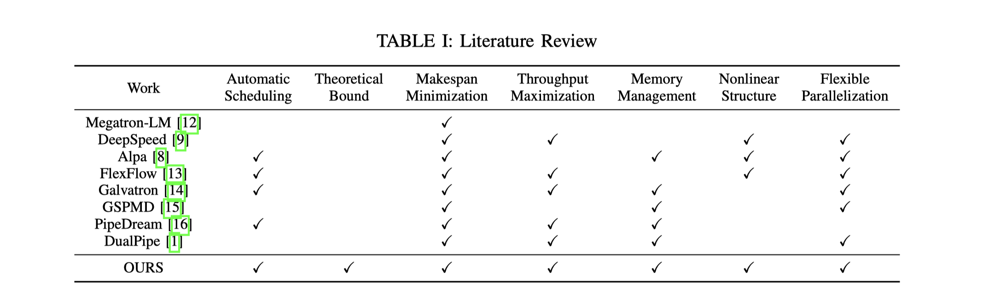 TABLE I: Literature Review
Work Automatic Scheduling Theoretical Bound Makespan Minimization Throughput Maximization Memory Management Nonlinear Structure Flexible Parallelization
Megatron-LM [12] ✓
DeepSpeed [9] ✓ ✓ ✓ ✓
Alpa [8] ✓ ✓ ✓ ✓ ✓
FlexFlow [13] ✓ ✓ ✓ ✓ ✓
Galvatron [14] ✓ ✓ ✓ ✓ ✓
GSPMD [15] ✓ ✓ ✓
PipeDream [16] ✓ ✓ ✓ ✓
DualPipe [1] ✓ ✓ ✓ ✓
OURS ✓ ✓ ✓ ✓ ✓ ✓ ✓